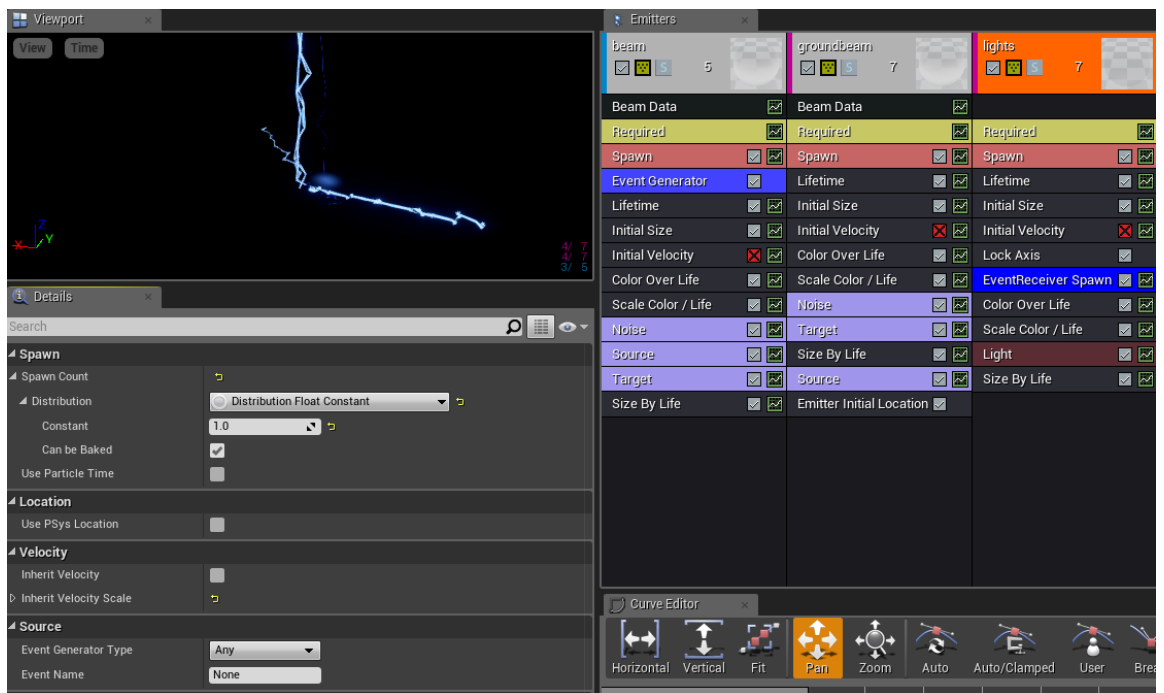 Viewport
View Time
Z
X Y
4/ 7
4/ 7
3/ 5
Details
Search
Spawn
Spawn Count
Distribution Distribution Float Constant
Constant 1.0
Can be Baked
Use Particle Time
Location
Use PSys Location
Velocity
Inherit Velocity
Inherit Velocity Scale
Source
Event Generator Type Any
Event Name None
Emitters
beam groundbeam lights
S 5 S 7 S 7
Beam Data Beam Data
Required Required Required
Spawn Spawn Spawn
Event Generator Lifetime Lifetime
Lifetime Initial Size Initial Size
Initial Size Initial Velocity Initial Velocity
Initial Velocity Color Over Life Lock Axis
Color Over Life Scale Color / Life EventReceiver Spawn
Scale Color / Life Noise Color Over Life
Noise Target Scale Color / Life
Source Size By Life Light
Target Source Size By Life
Size By Life Emitter Initial Location
Curve Editor
Horizontal Vertical Fit Pan Zoom Auto Auto/Clamped User Brea